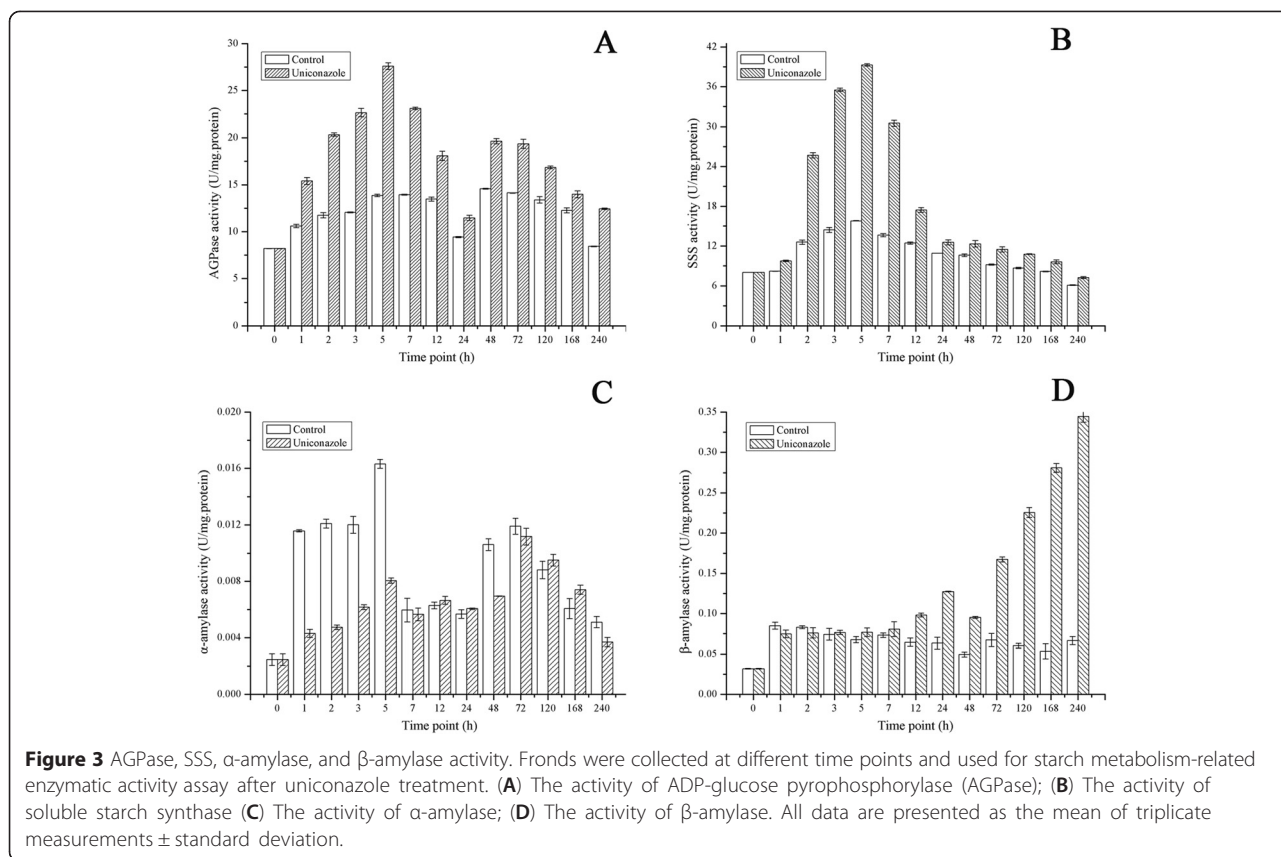 A
Control
Uniconazole
AGPase activity (U/mg.protein)
30
25
20
15
10
5
0
0 1 2 3 5 7 12 24 48 72 120 168 240
Time point (h)
B
Control
Uniconazole
SSS activity (U/mg.protein)
42
36
30
24
18
12
6
0
0 1 2 3 5 7 12 24 48 72 120 168 240
Time point (h)
C
Control
Uniconazole
α-amylase activity (U/mg.protein)
0.020
0.016
0.012
0.008
0.004
0.000
0 1 2 3 5 7 12 24 48 72 120 168 240
Time point (h)
D
Control
Uniconazole
β-amylase activity (U/mg.protein)
0.35
0.30
0.25
0.20
0.15
0.10
0.05
0.00
0 1 2 3 5 7 12 24 48 72 120 168 240
Time point (h)
Figure 3 AGPase, SSS, α-amylase, and β-amylase activity. Fronds were collected at different time points and used for starch metabolism-related
enzymatic activity assay after uniconazole treatment. (A) The activity of ADP-glucose pyrophosphorylase (AGPase); (B) The activity of
soluble starch synthase (C) The activity of α-amylase; (D) The activity of β-amylase. All data are presented as the mean of triplicate
measurements ± standard deviation.